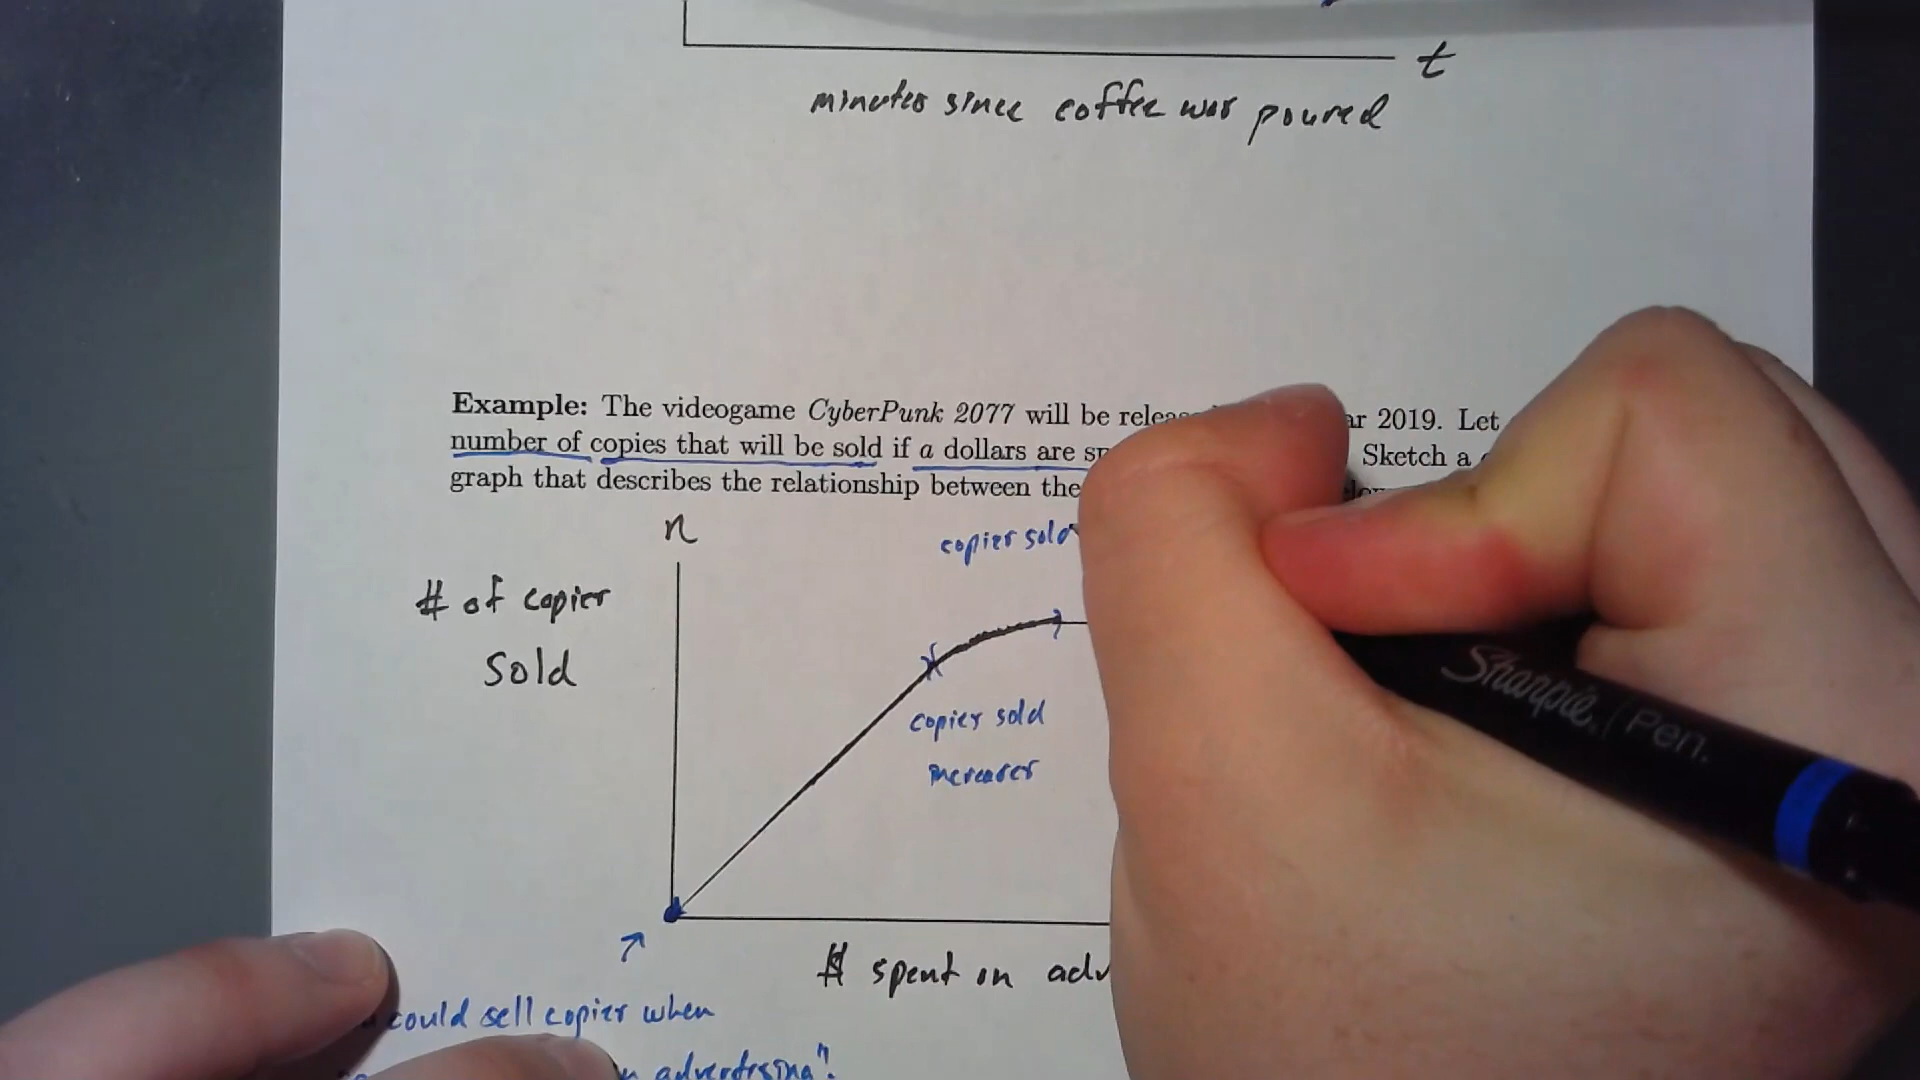 t
minutes since coffee was poured
Example: The videogame CyberPunk 2077 will be 2019. Let
number of copies that will be sold if a dollars are Sketch a
graph that describes the relationship between the
n
copies sold
# of copies
sold
copies sold
increases
Sharpie. Pen.
$ spent on adv
could sell copies when
advertising".